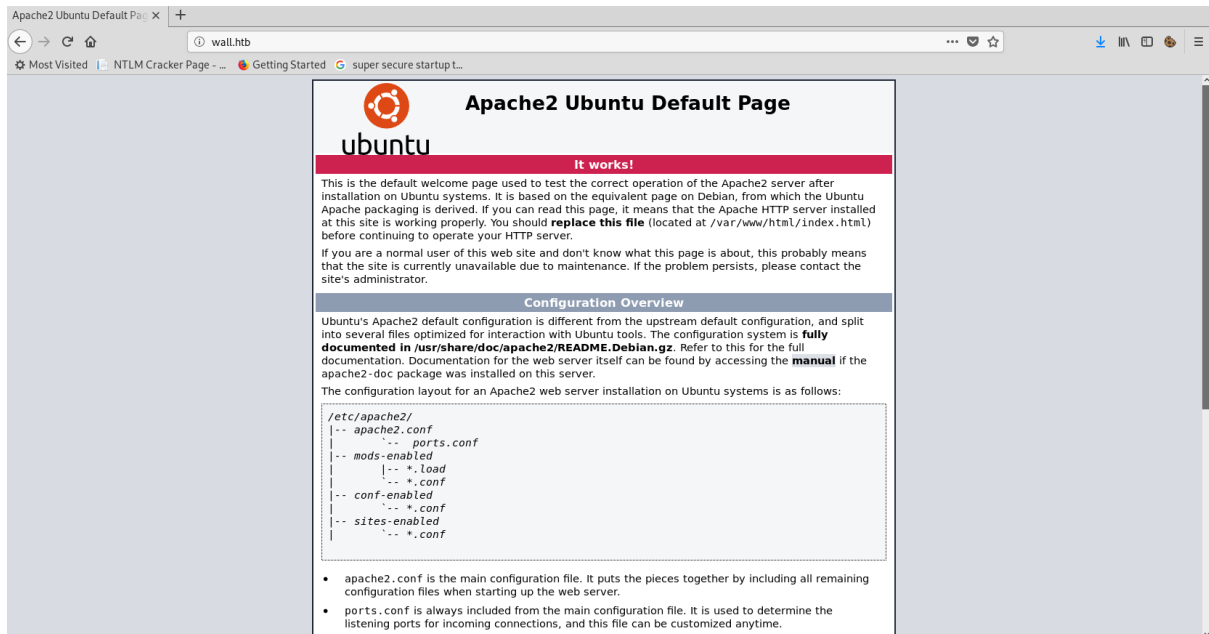 Apache2 Ubuntu Default Pag
wall.htb
Most Visited NTLM Cracker Page - ... Getting Started super secure startup t...
Apache2 Ubuntu Default Page
ubuntu
It works!
This is the default welcome page used to test the correct operation of the Apache2 server after
installation on Ubuntu systems. It is based on the equivalent page on Debian, from which the Ubuntu
Apache packaging is derived. If you can read this page, it means that the Apache HTTP server installed
at this site is working properly. You should replace this file (located at /var/www/html/index.html)
before continuing to operate your HTTP server.
If you are a normal user of this web site and don't know what this page is about, this probably means
that the site is currently unavailable due to maintenance. If the problem persists, please contact the
site's administrator.
Configuration Overview
Ubuntu's Apache2 default configuration is different from the upstream default configuration, and split
into several files optimized for interaction with Ubuntu tools. The configuration system is fully
documented in /usr/share/doc/apache2/README.Debian.gz. Refer to this for the full
documentation. Documentation for the web server itself can be found by accessing the manual if the
apache2-doc package was installed on this server.
The configuration layout for an Apache2 web server installation on Ubuntu systems is as follows:
/etc/apache2/
|-- apache2.conf
|       `--  ports.conf
|-- mods-enabled
|       |-- *.load
|       `-- *.conf
|-- conf-enabled
|       `-- *.conf
|-- sites-enabled
|       `-- *.conf
• apache2.conf is the main configuration file. It puts the pieces together by including all remaining
configuration files when starting up the web server.
• ports.conf is always included from the main configuration file. It is used to determine the
listening ports for incoming connections, and this file can be customized anytime.